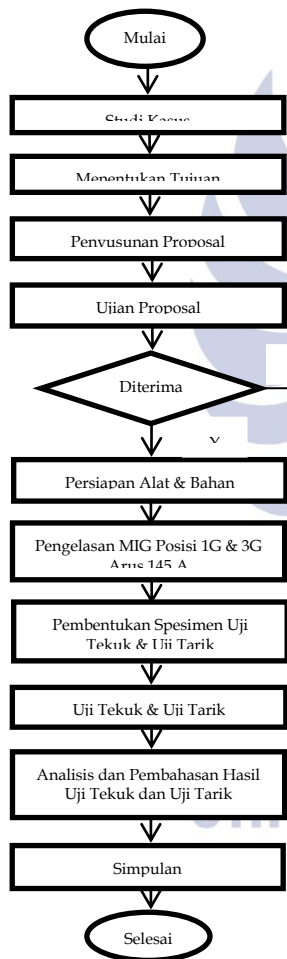 Mulai
Studi Kasus
Menentukan Tujuan
Penyusunan Proposal
Ujian Proposal
Diterima
Persiapan Alat & Bahan
Pengelasan MIG Posisi 1G & 3G
Arus 145 A
Pembentukan Spesimen Uji
Tekuk & Uji Tarik
Uji Tekuk & Uji Tarik
Analisis dan Pembahasan Hasil
Uji Tekuk dan Uji Tarik
Simpulan
Selesai